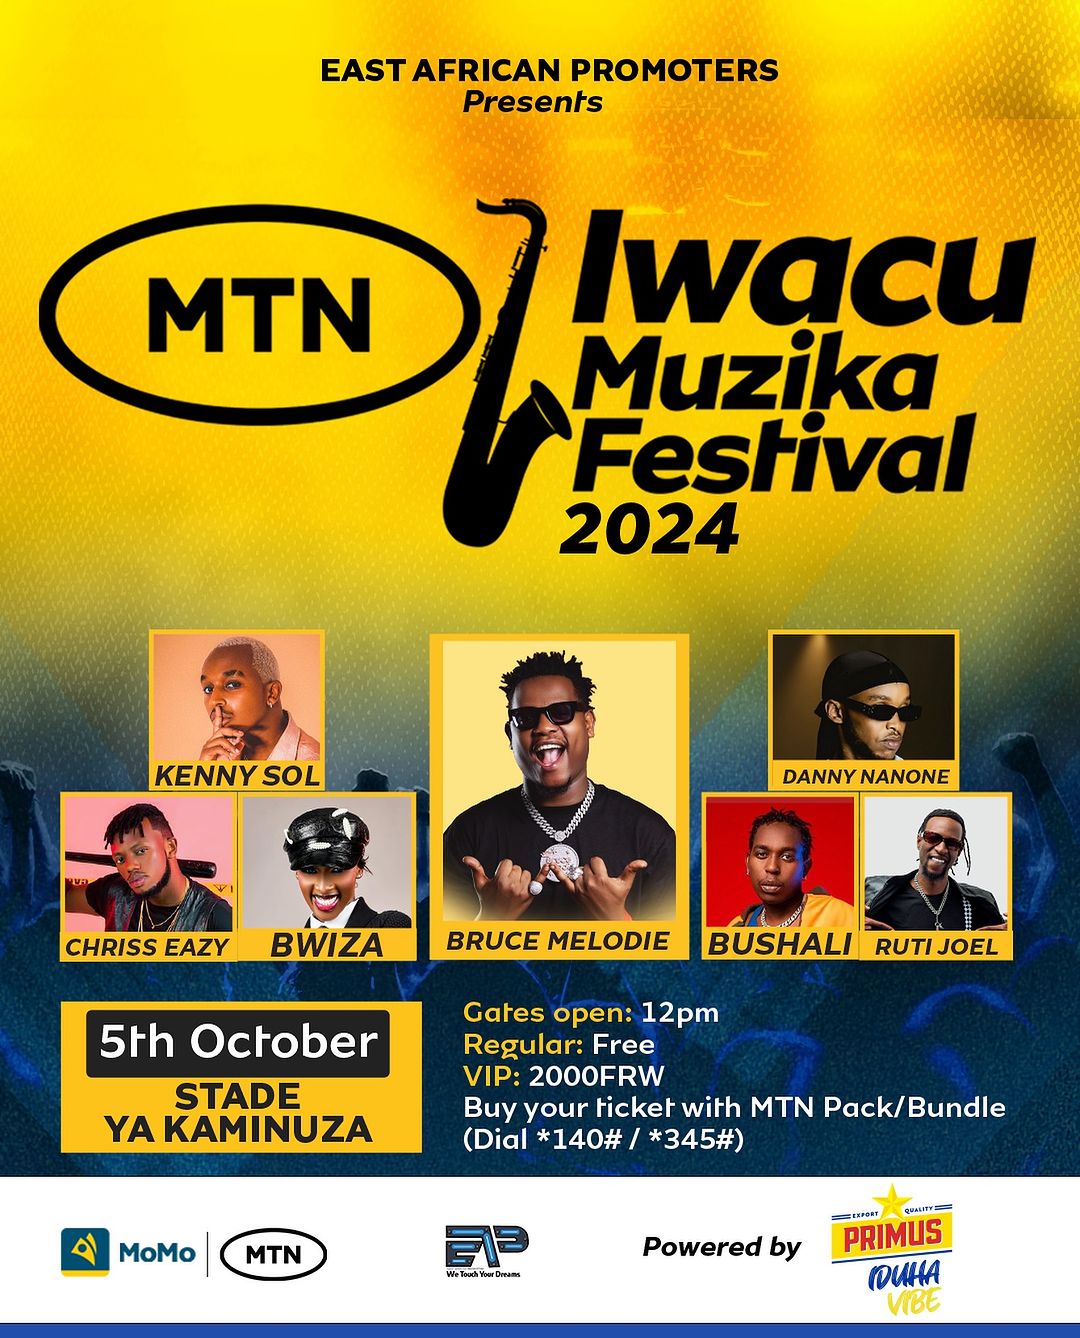 EAST AFRICAN PROMOTERS
Presents
MTN
Iwacu
Muzika
Festival
2024
KENNY SOL
DANNY NANONE
CHRISS EAZY
BWIZA
BRUCE MELODIE
BUSHALI
RUTI JOEL
5th October
STADE
YA KAMINUZA
Gates open: 12pm
Regular: Free
VIP: 2000FRW
Buy your ticket with MTN Pack/Bundle
(Dial *140# / *345#)
MoMo
MTN
EAP
We Touch Your Dreams
Powered by
EXPORT QUALITY
PRIMUS
IDUHA
VIBE